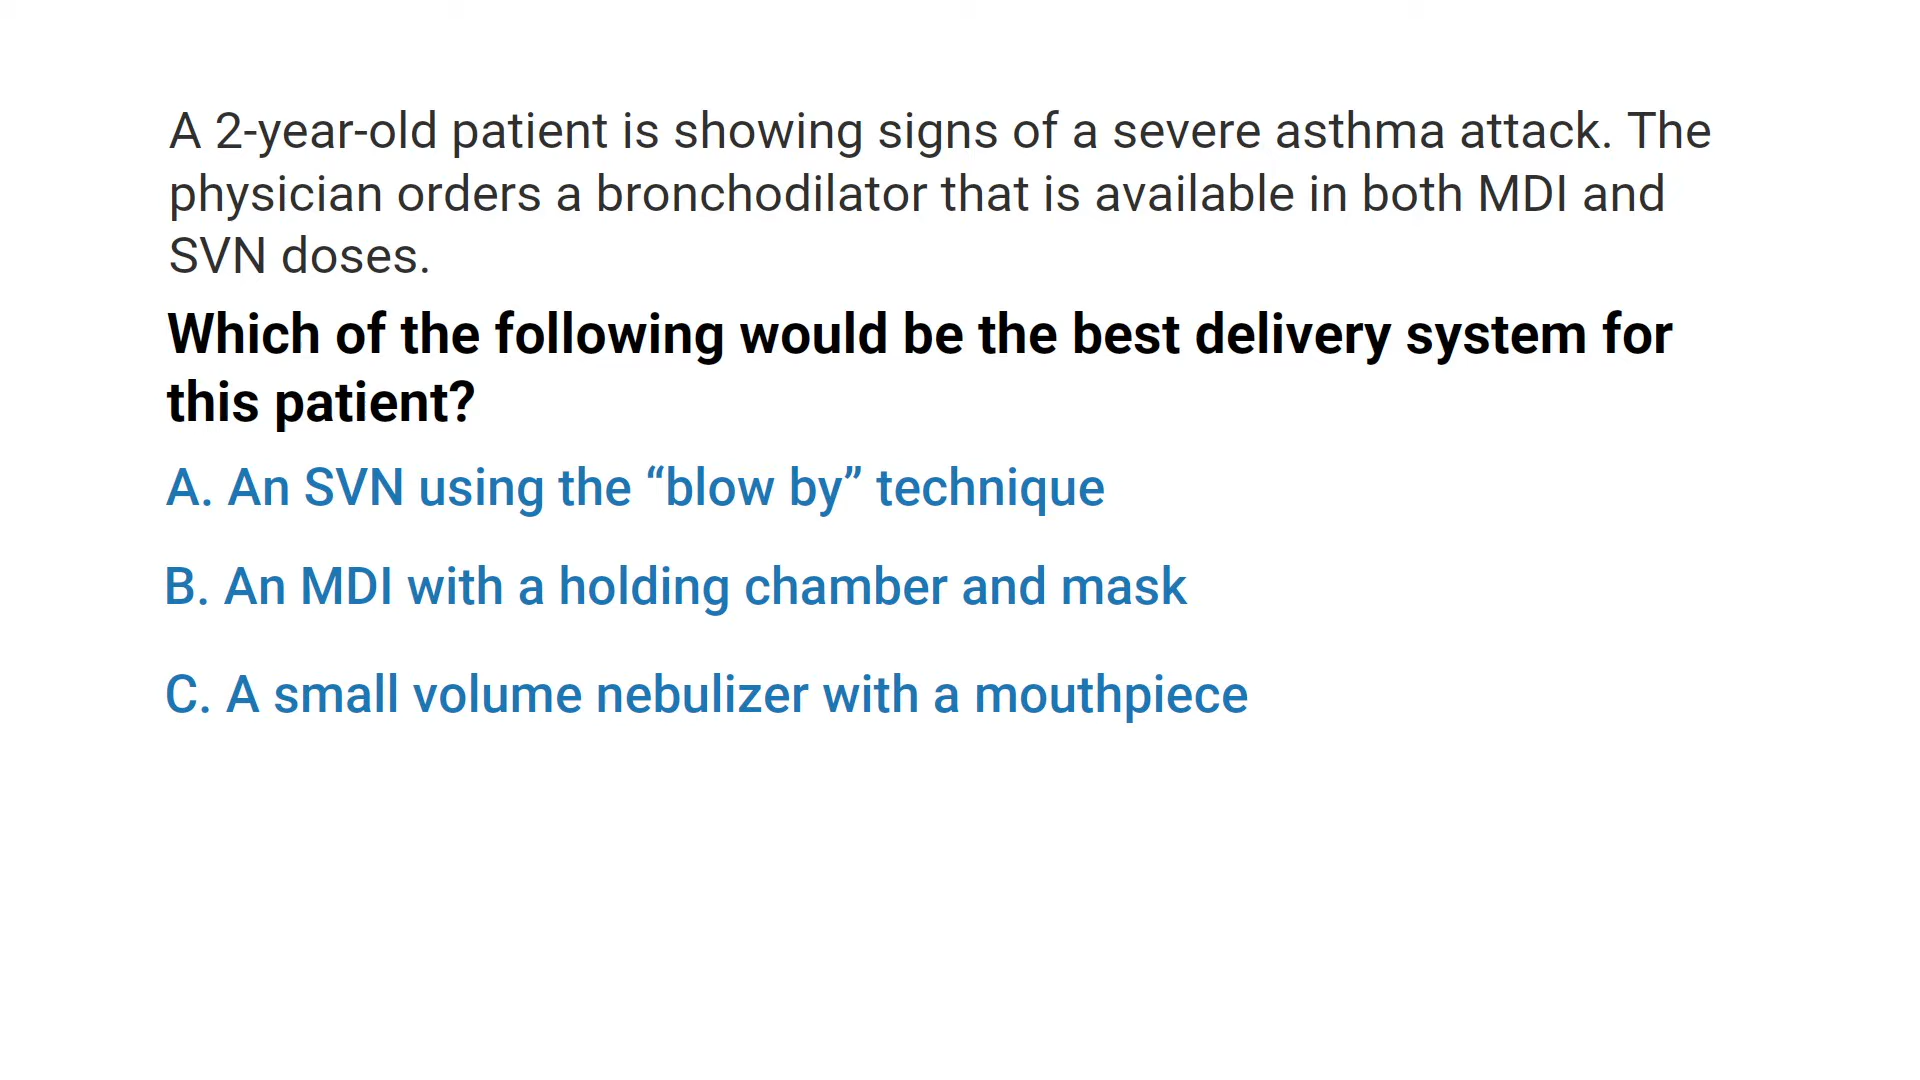 A 2-year-old patient is showing signs of a severe asthma attack. The
physician orders a bronchodilator that is available in both MDI and
SVN doses.
Which of the following would be the best delivery system for
this patient?
A. An SVN using the “blow by” technique
B. An MDI with a holding chamber and mask
C. A small volume nebulizer with a mouthpiece